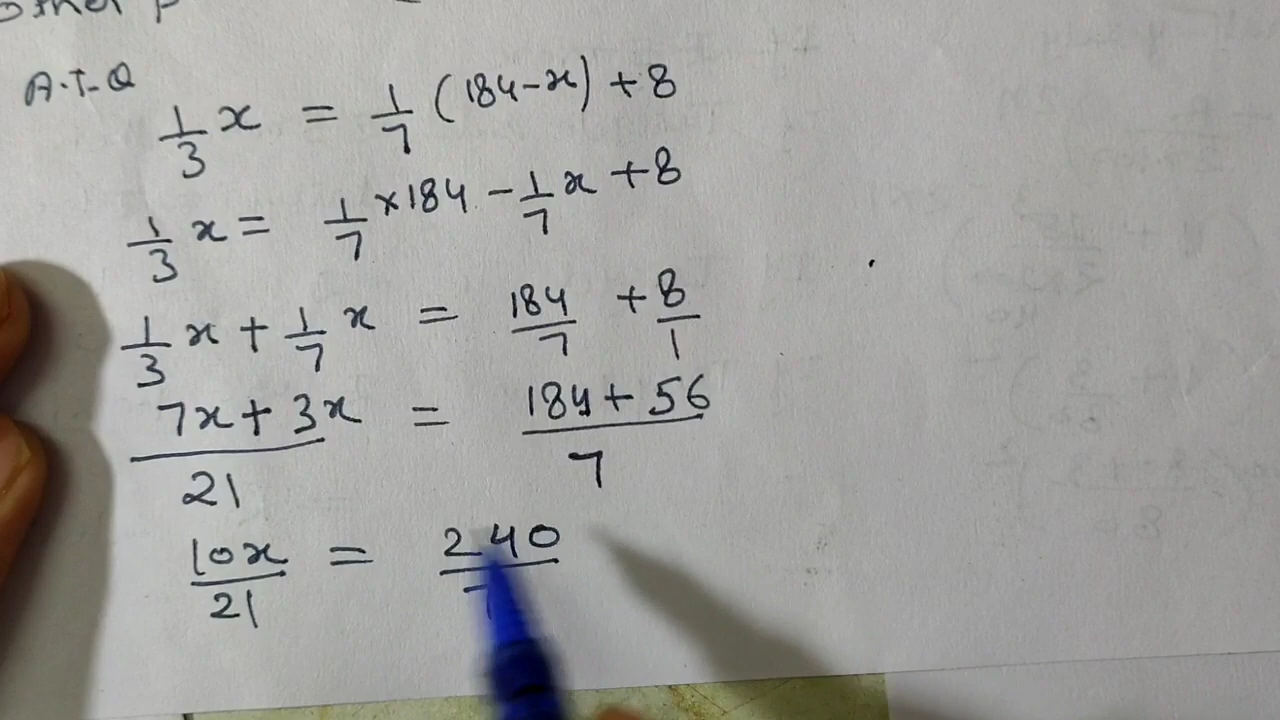 A.T.Q
1/3 x = 1/7 (184-x) + 8
1/3 x = 1/7 × 184 - 1/7 x + 8
1/3 x + 1/7 x = 184/7 + 8/1
7x + 3x / 21 = 184 + 56 / 7
10x/21 = 240/